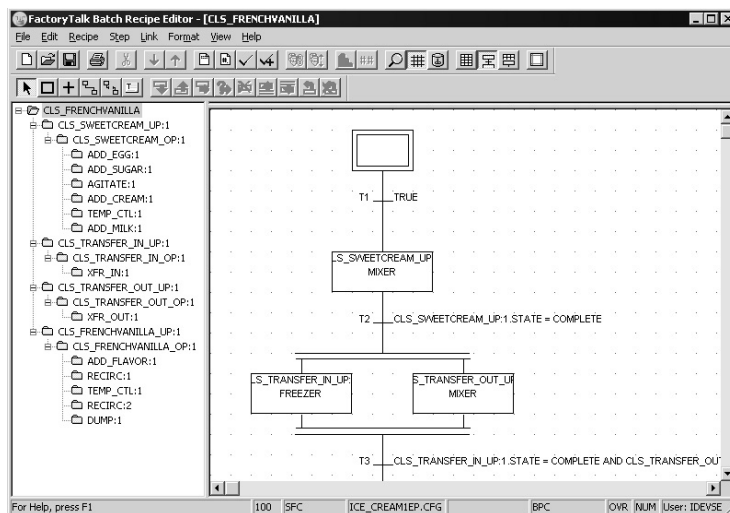 FactoryTalk Batch Recipe Editor - [CLS_FRENCHVANILLA]
File Edit Recipe Step Link Format View Help
CLS_FRENCHVANILLA
CLS_SWEETCREAM_UP:1
CLS_SWEETCREAM_OP:1
ADD_EGG:1
ADD_SUGAR:1
AGITATE:1
ADD_CREAM:1
TEMP_CTL:1
ADD_MILK:1
CLS_TRANSFER_IN_UP:1
CLS_TRANSFER_IN_OP:1
XFR_IN:1
CLS_TRANSFER_OUT_UP:1
CLS_TRANSFER_OUT_OP:1
XFR_OUT:1
CLS_FRENCHVANILLA_UP:1
CLS_FRENCHVANILLA_OP:1
ADD_FLAVOR:1
RECIRC:1
TEMP_CTL:1
RECIRC:2
DUMP:1
T1 TRUE
LS_SWEETCREAM_UP
MIXER
T2 CLS_SWEETCREAM_UP:1.STATE = COMPLETE
LS_TRANSFER_IN_UP:
FREEZER
S_TRANSFER_OUT_UP
MIXER
T3 CLS_TRANSFER_IN_UP:1.STATE = COMPLETE AND CLS_TRANSFER_OUT
For Help, press F1 100 SFC ICE_CREAM1EP.CFG BPC OVR NUM User: IDEVSE